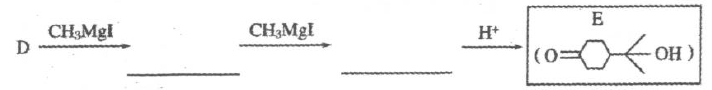 D CH₃MgI CH₃MgI H⁺ E
(O= OH)